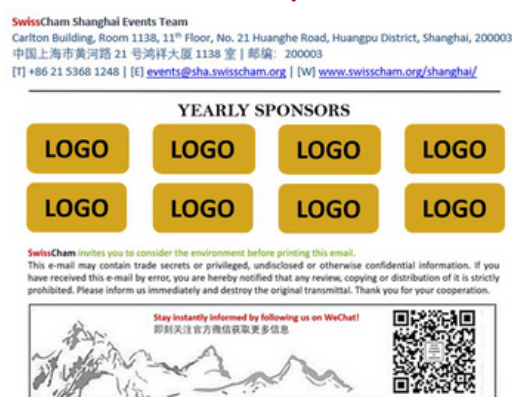 SwissCham Shanghai Events Team
Carlton Building, Room 1138, 11th Floor, No. 21 Huanghe Road, Huangpu District, Shanghai, 200003
中国上海市黄河路 21 号鸿祥大厦 1138 室 | 邮编: 200003
[T] +86 21 5368 1248 | [E] events@sha.swisscham.org | [W] www.swisscham.org/shanghai/
YEARLY SPONSORS
LOGO LOGO LOGO LOGO
LOGO LOGO LOGO LOGO
SwissCham invites you to consider the environment before printing this email.
This e-mail may contain trade secrets or privileged, undisclosed or otherwise confidential information. If you
have received this e-mail by error, you are hereby notified that any review, copying or distribution of it is strictly
prohibited. Please inform us immediately and destroy the original transmittal. Thank you for your cooperation.
Stay instantly informed by following us on WeChat!
即刻关注官方微信获取更多信息